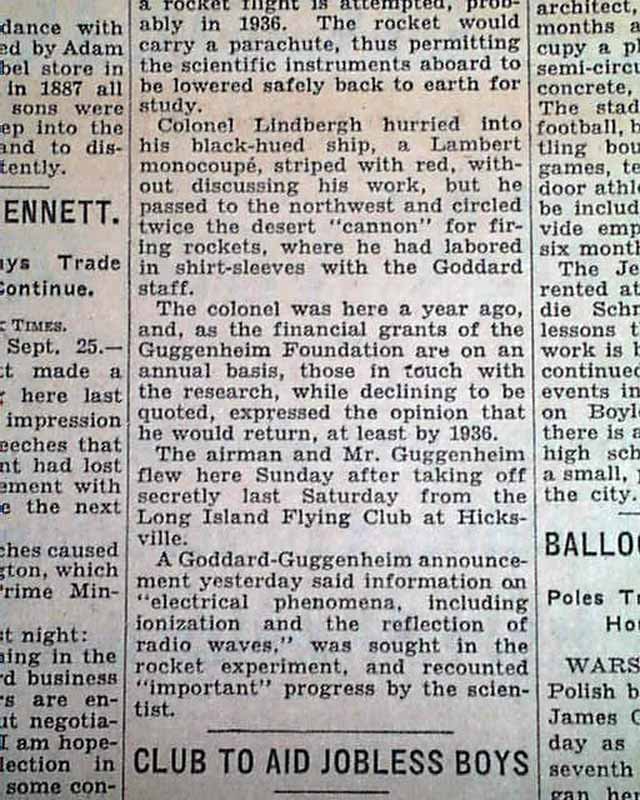 dance with
ed by Adam
bel store in
in 1887 all
sons were
ep into the
and to dis-
tently.
ENNETT.
ays Trade
Continue.
TIMES.
Sept. 25.—
t made a
here last
impression
eeches that
nt had lost
ement with
e the next
ches caused
gton, which
Prime Min-
t night:
ing in the
rd business
rs are en-
ut negotia-
I am hope-
lection in
some con-
a rocket flight is attempted, prob-
ably in 1936. The rocket would
carry a parachute, thus permitting
the scientific instruments aboard to
be lowered safely back to earth for
study.
Colonel Lindbergh hurried into
his black-hued ship, a Lambert
monocoupé, striped with red, with-
out discussing his work, but he
passed to the northwest and circled
twice the desert "cannon" for fir-
ing rockets, where he had labored
in shirt-sleeves with the Goddard
staff.
The colonel was here a year ago,
and, as the financial grants of the
Guggenheim Foundation are on an
annual basis, those in touch with
the research, while declining to be
quoted, expressed the opinion that
he would return, at least by 1936.
The airman and Mr. Guggenheim
flew here Sunday after taking off
secretly last Saturday from the
Long Island Flying Club at Hicks-
ville.
A Goddard-Guggenheim announce-
ment yesterday said information on
"electrical phenomena, including
ionization and the reflection of
radio waves," was sought in the
rocket experiment, and recounted
"important" progress by the scien-
tist.
CLUB TO AID JOBLESS BOYS
architect,
months a
cupy a pl
semi-circu
concrete,
The stad
football, b
tling bou
games, te
door athl
be includ
vide emp
six month
The Je
rented at
die Schr
lessons t
work is b
continued
events in
on Boyle
there is a
high sch
a small, p
the city.
BALLOO
Poles Tr
Ho
WARS
Polish b
James C
day as
seventh
gan her